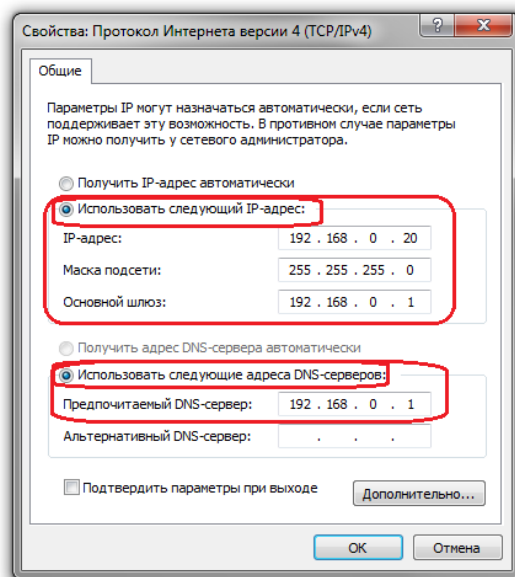 Свойства: Протокол Интернета версии 4 (TCP/IPv4)
Общие
Параметры IP могут назначаться автоматически, если сеть
поддерживает эту возможность. В противном случае параметры
IP можно получить у сетевого администратора.
Получить IP-адрес автоматически
Использовать следующий IP-адрес:
IP-адрес: 192 . 168 . 0 . 20
Маска подсети: 255 . 255 . 255 . 0
Основной шлюз: 192 . 168 . 0 . 1
Получить адрес DNS-сервера автоматически
Использовать следующие адреса DNS-серверов:
Предпочитаемый DNS-сервер: 192 . 168 . 0 . 1
Альтернативный DNS-сервер: . . .
Подтвердить параметры при выходе
Дополнительно...
OK Отмена